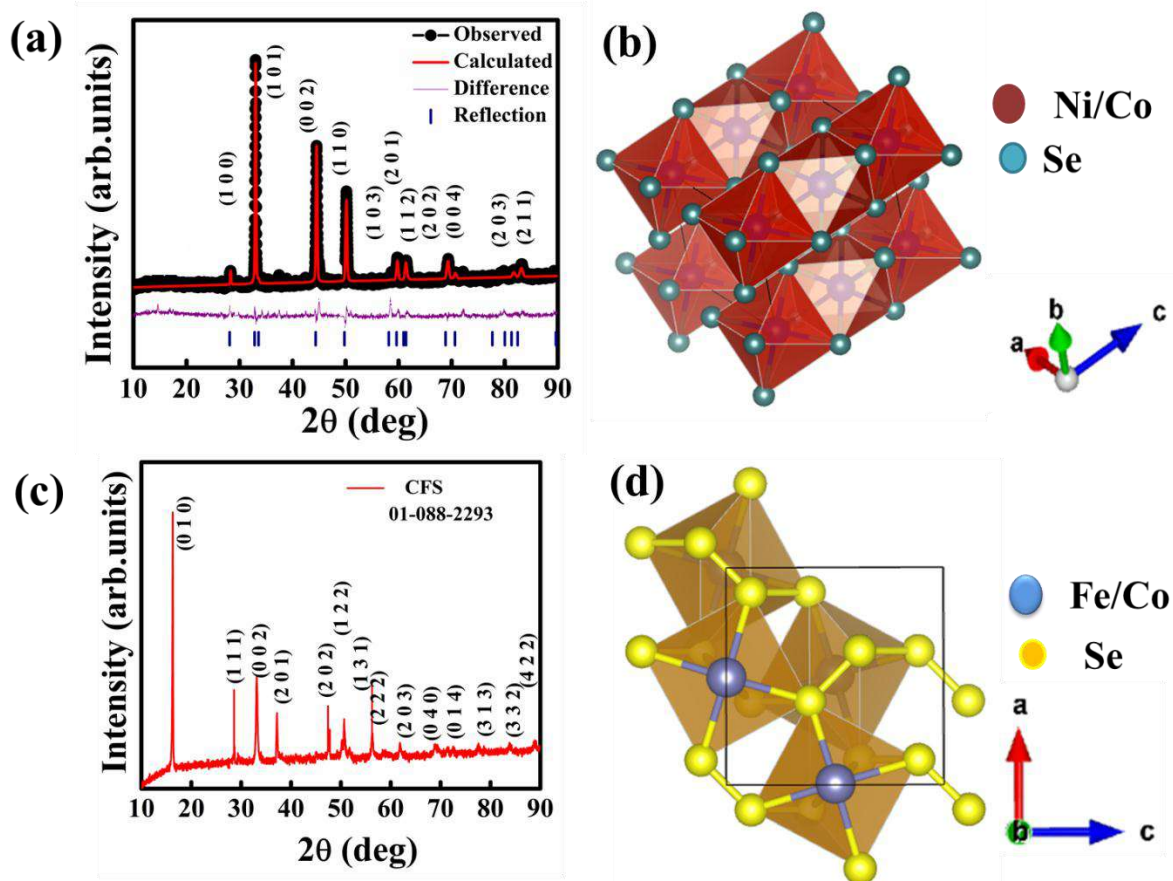 (a)
Intensity (arb.units)
Observed
Calculated
Difference
Reflection
(1 0 0)
(1 0 1)
(0 0 2)
(1 1 0)
(1 0 3)
(2 0 1)
(1 1 2)
(2 0 2)
(0 0 4)
(2 0 3)
(2 1 1)
10 20 30 40 50 60 70 80 90
2θ (deg)
(b)
Ni/Co
Se
a
b
c
(c)
Intensity (arb.units)
CFS
01-088-2293
(0 1 0)
(1 1 1)
(0 0 2)
(2 0 1)
(2 0 2)
(1 2 2)
(1 3 1)
(2 2 2)
(2 0 3)
(0 4 0)
(0 1 4)
(3 1 3)
(3 3 2)
(4 2 2)
10 20 30 40 50 60 70 80 90
2θ (deg)
(d)
Fe/Co
Se
a
b
c